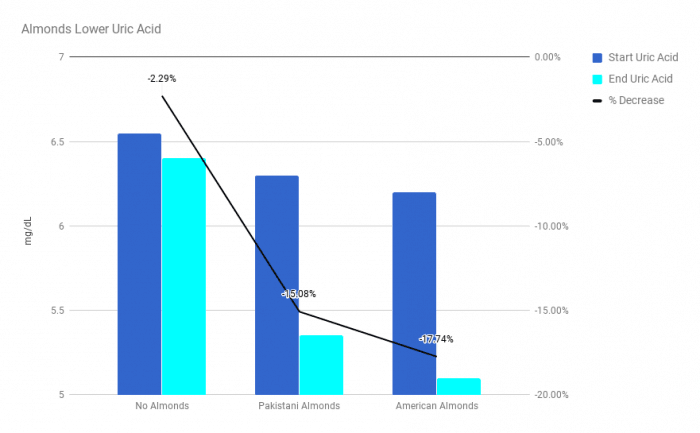 Almonds Lower Uric Acid
7
6.5
6
5.5
5
mg/dL
0.00%
-5.00%
-10.00%
-15.00%
-20.00%
-2.29%
-15.08%
-17.74%
No Almonds
Pakistani Almonds
American Almonds
Start Uric Acid
End Uric Acid
% Decrease